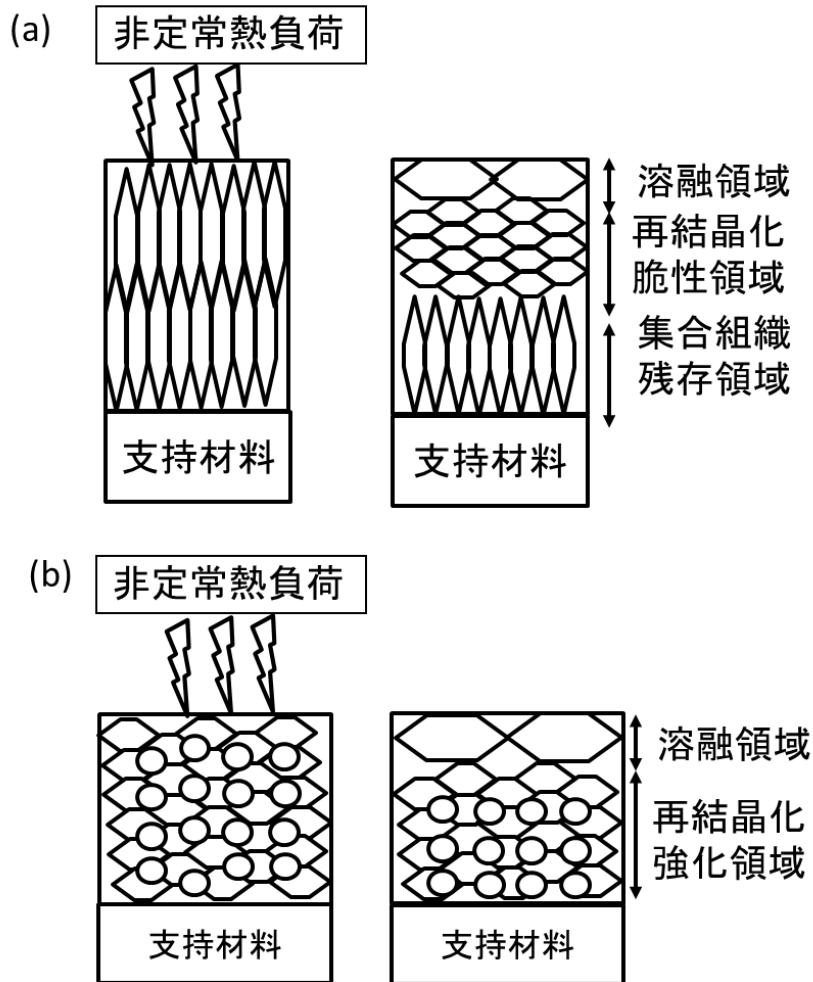 (a)
非定常熱負荷
溶融領域
再結晶化
脆性領域
集合組織
残存領域
支持材料
支持材料
(b)
非定常熱負荷
溶融領域
再結晶化
強化領域
支持材料
支持材料